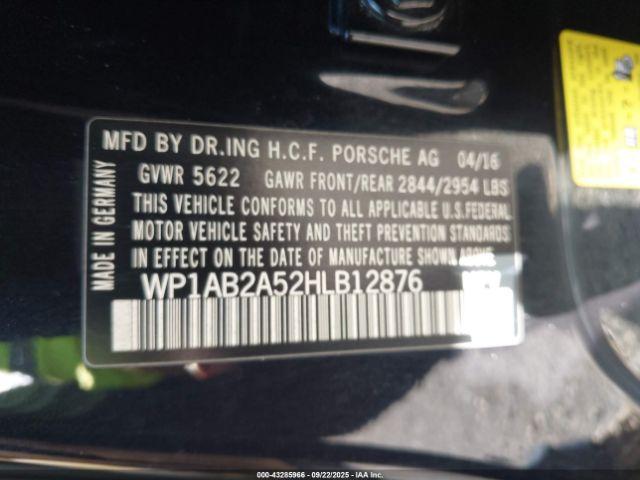 MFD BY DR.ING H.C.F. PORSCHE AG 04/16
GVWR 5622 GAWR FRONT/REAR 2844/2954 LBS
THIS VEHICLE CONFORMS TO ALL APPLICABLE U.S.FEDERAL
MOTOR VEHICLE SAFETY AND THEFT PREVENTION STANDARDS
IN EFFECT ON THE DATE OF MANUFACTURE SHOWN ABOVE.
WP1AB2A52HLB12876 MPV
MADE IN GERMANY
60-43285966 | 09/22/2025 | IAA Inc.